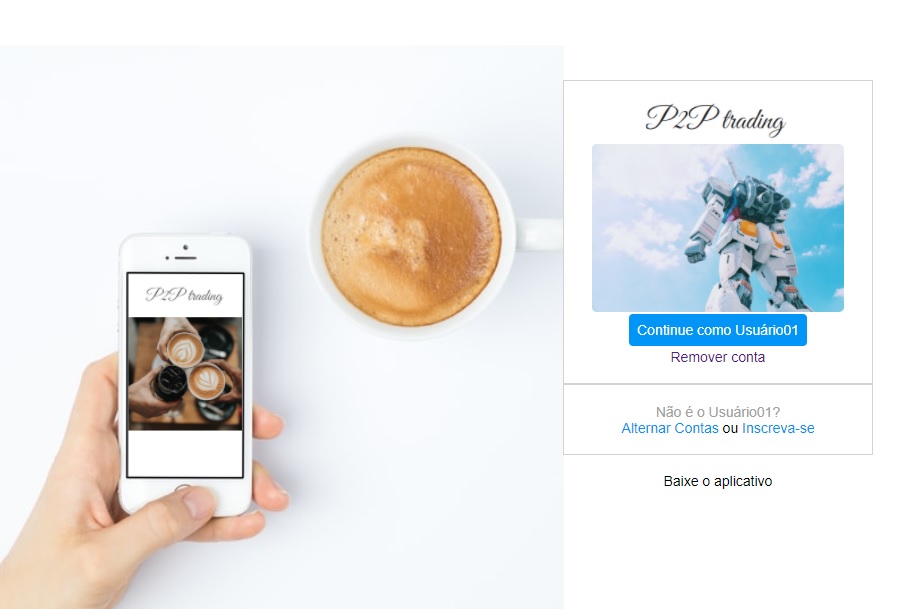 P2P trading
P2P trading
Continue como Usuário01
Remover conta
Não é o Usuário01?
Alternar Contas ou Inscreva-se
Baixe o aplicativo